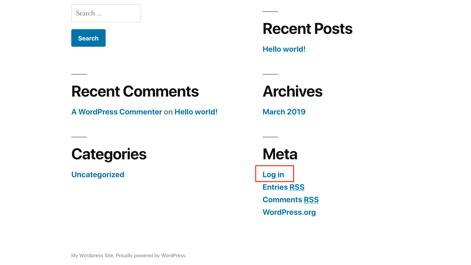 Search …
Search
Recent Posts
Hello world!
Recent Comments
A WordPress Commenter on Hello world!
Archives
March 2019
Categories
Uncategorized
Meta
Log in
Entries RSS
Comments RSS
WordPress.org
My Wordpress Site, Proudly powered by WordPress.